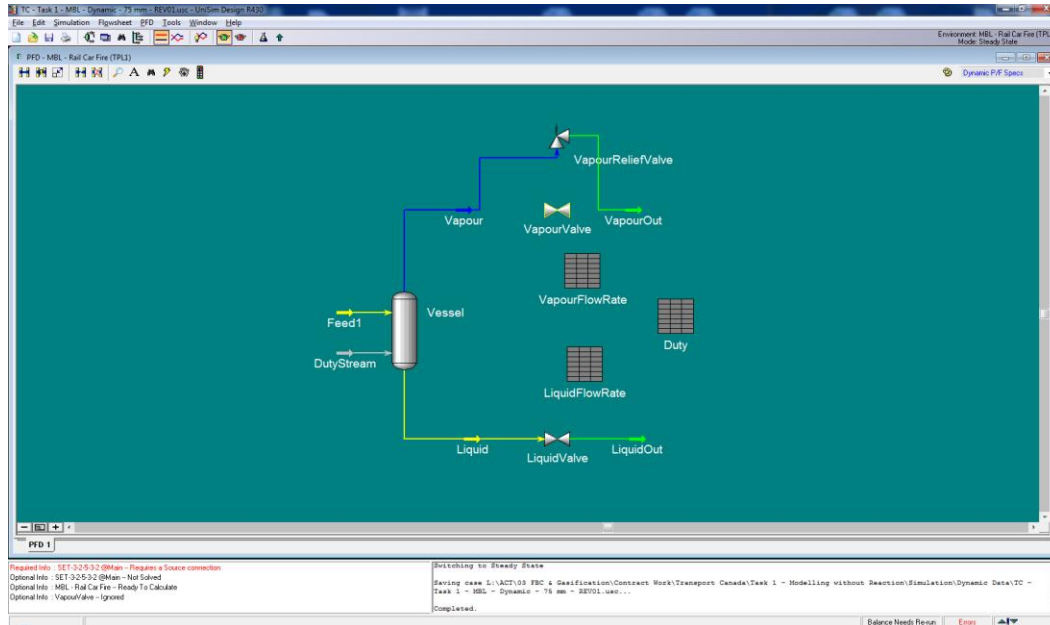 TC - Task 1 - MBL - Dynamic - 75 mm - REV01.usc - UniSim Design R430
File Edit Simulation Flowsheet PFD Tools Window Help
Environment: MBL - Rail Car Fire (TPL
Mode: Steady State
PFD - MBL - Rail Car Fire (TPL1)
A
Dynamic P/F Specs
VapourReliefValve
Vapour
VapourValve
VapourOut
VapourFlowRate
Feed1
Vessel
DutyStream
Duty
LiquidFlowRate
Liquid
LiquidValve
LiquidOut
PFD 1
Required Info : SET-3-2-5-3-2 @Main -- Requires a Source connection
Optional Info : SET-3-2-5-3-2 @Main -- Not Solved
Optional Info : MBL - Rail Car Fire -- Ready To Calculate
Optional Info : VapourValve -- Ignored
Switching to Steady State
Saving case L:\ACT\03 FBC & Gasification\Contract Work\Transport Canada\Task 1 - Modelling without Reaction\Simulation\Dynamic Data\TC -
Task 1 - MBL - Dynamic - 75 mm - REV01.usc...
Completed.
Balance Needs Re-run Errors